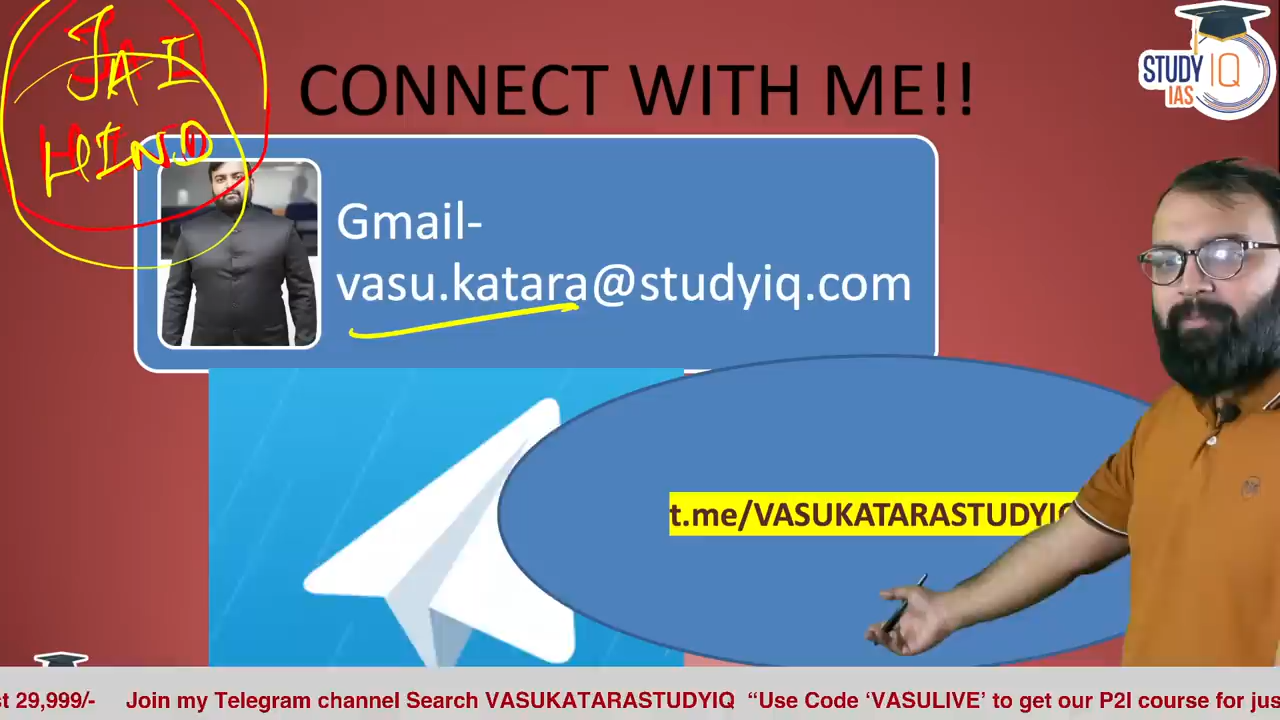 JAI
HIND
CONNECT WITH ME!!
STUDY IQ
IAS
Gmail-
vasu.katara@studyiq.com
t.me/VASUKATARASTUDYIQ
st 29,999/- Join my Telegram channel Search VASUKATARASTUDYIQ “Use Code ‘VASULIVE’ to get our P2I course for jus